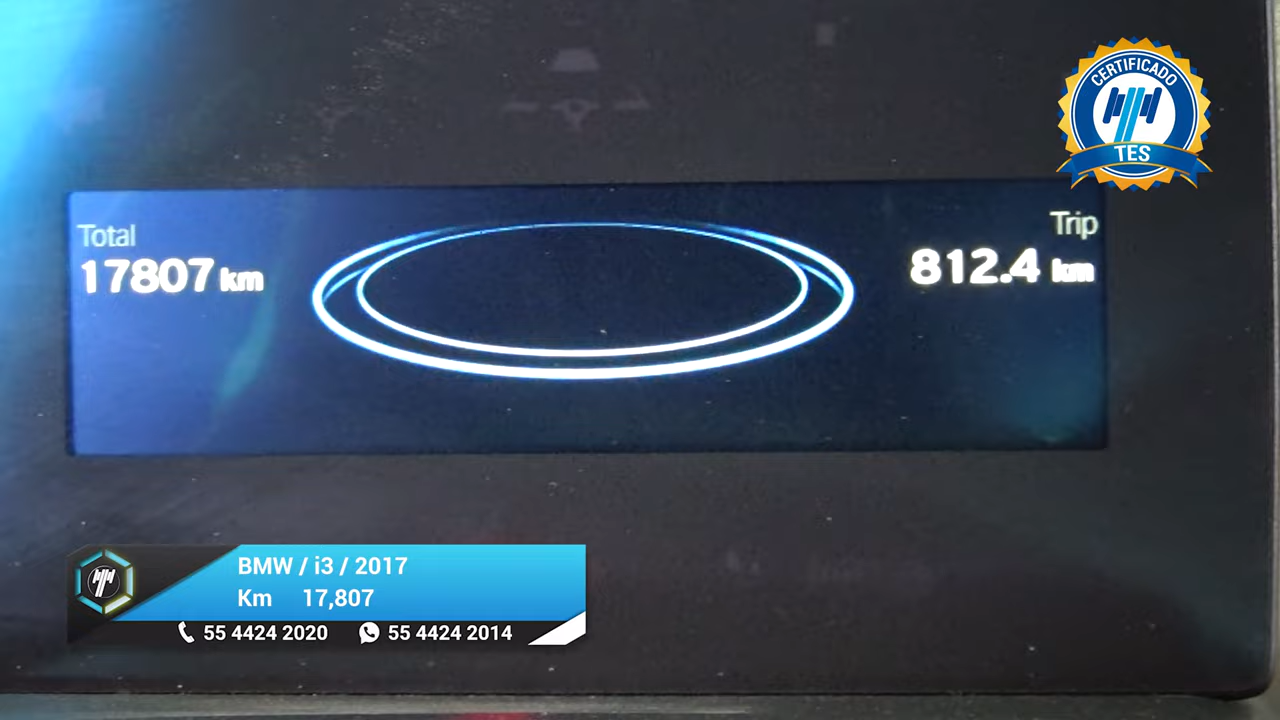 CERTIFICADO
TES
Total
17807 km
Trip
812.4 km
BMW / i3 / 2017
Km 17,807
55 4424 2020 55 4424 2014